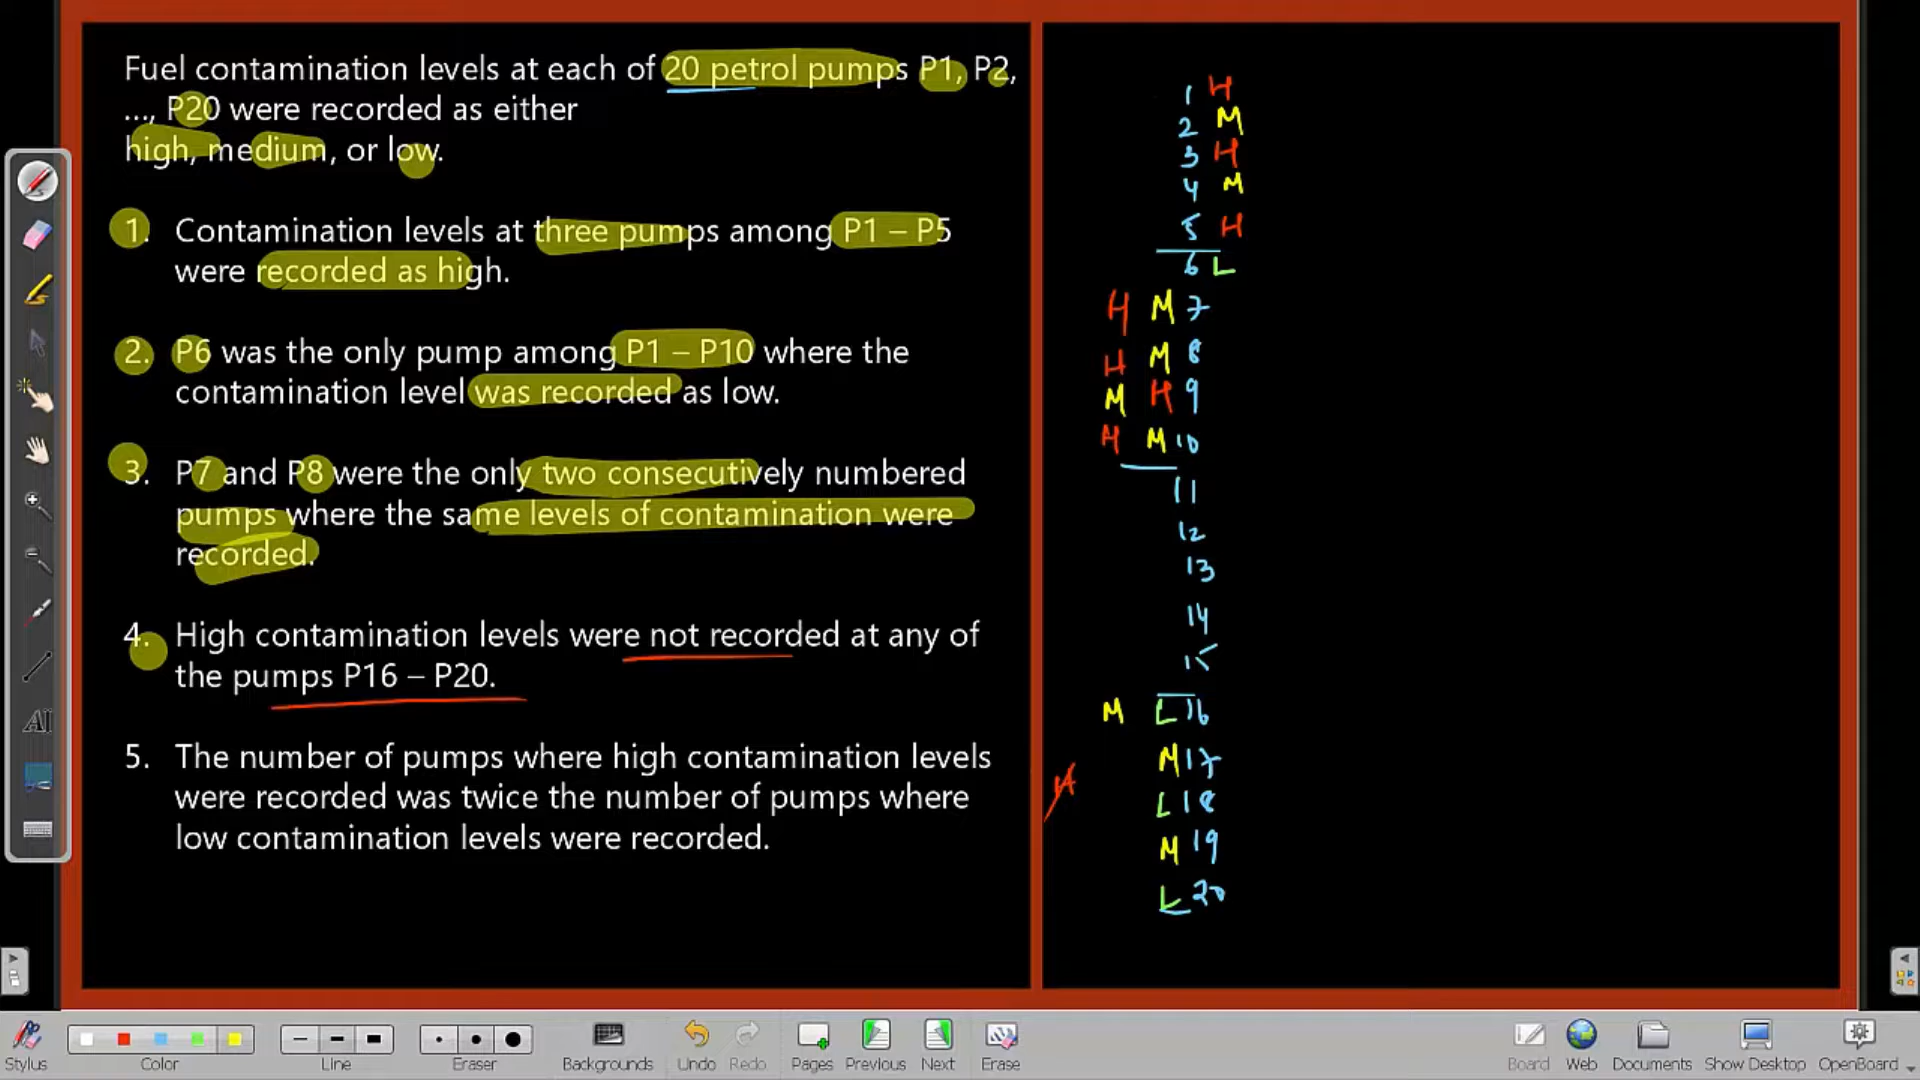 Fuel contamination levels at each of 20 petrol pumps P1, P2,
..., P20 were recorded as either
high, medium, or low.
1. Contamination levels at three pumps among P1 – P5
were recorded as high.
2. P6 was the only pump among P1 – P10 where the
contamination level was recorded as low.
3. P7 and P8 were the only two consecutively numbered
pumps where the same levels of contamination were
recorded.
4. High contamination levels were not recorded at any of
the pumps P16 – P20.
5. The number of pumps where high contamination levels
were recorded was twice the number of pumps where
low contamination levels were recorded.
1 H
2 M
3 H
4 M
5 H
6 L
H M 7
H M 8
M H 9
H M 10
11
12
13
14
15
M L 16
M 17
H
L 18
M 19
L 20
AI
Stylus
Color
Line
Eraser
Backgrounds
Undo
Redo
Pages
Previous
Next
Erase
Board
Web
Documents
Show Desktop
OpenBoard